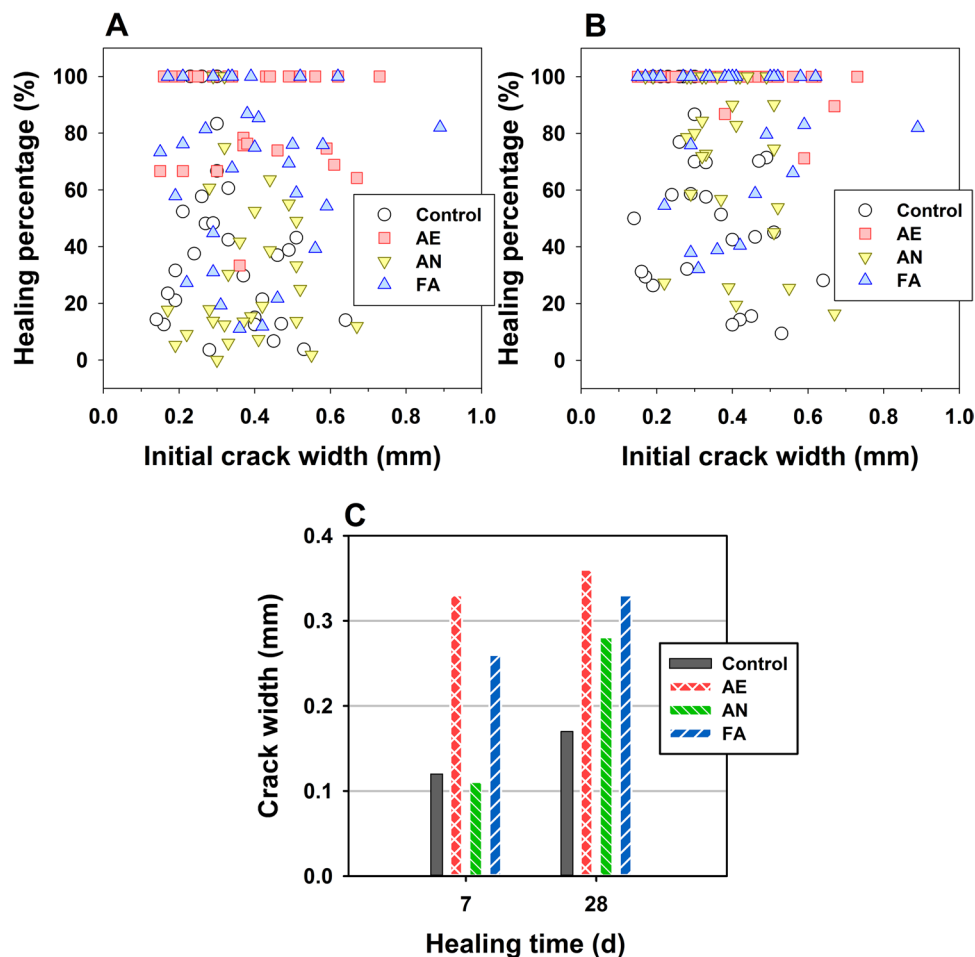 A
Healing percentage (%)
100
80
60
40
20
0
Control
AE
AN
FA
0.0 0.2 0.4 0.6 0.8 1.0
Initial crack width (mm)
B
Healing percentage (%)
100
80
60
40
20
0
Control
AE
AN
FA
0.0 0.2 0.4 0.6 0.8 1.0
Initial crack width (mm)
C
Crack width (mm)
0.4
0.3
0.2
0.1
0.0
Control
AE
AN
FA
7 28
Healing time (d)